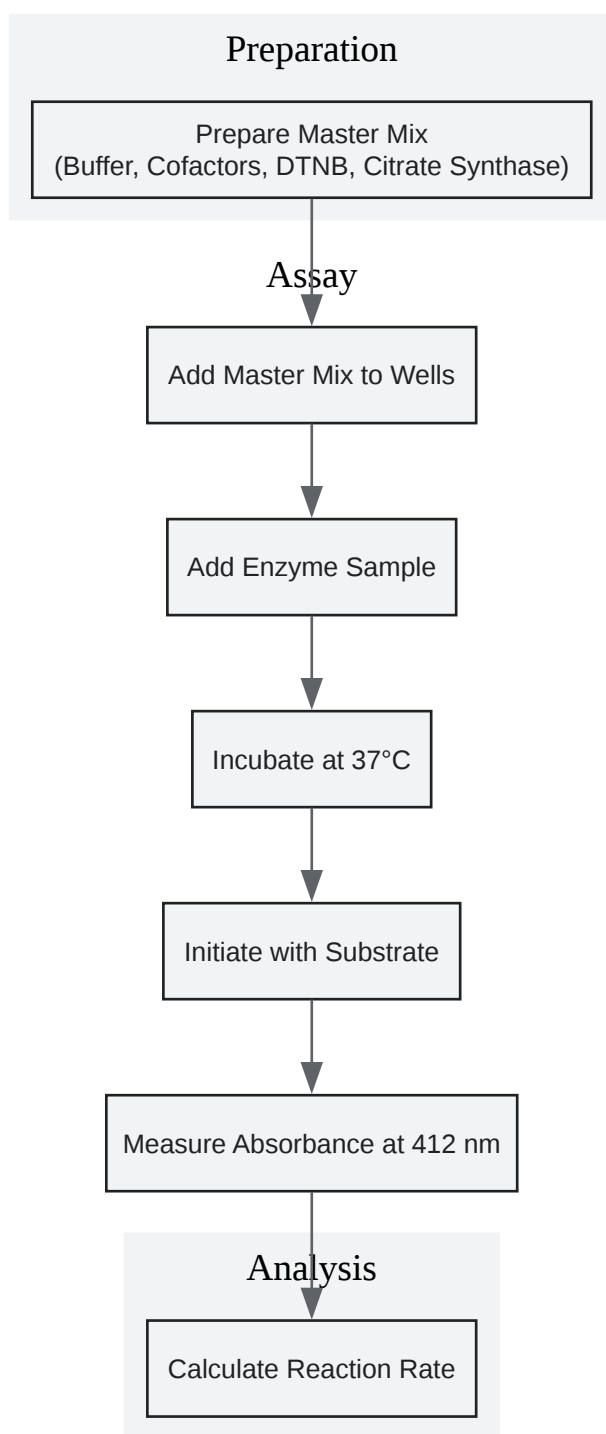 Preparation
Prepare Master Mix
(Buffer, Cofactors, DTNB, Citrate Synthase)
Assay
Add Master Mix to Wells
Add Enzyme Sample
Incubate at 37°C
Initiate with Substrate
Measure Absorbance at 412 nm
Analysis
Calculate Reaction Rate